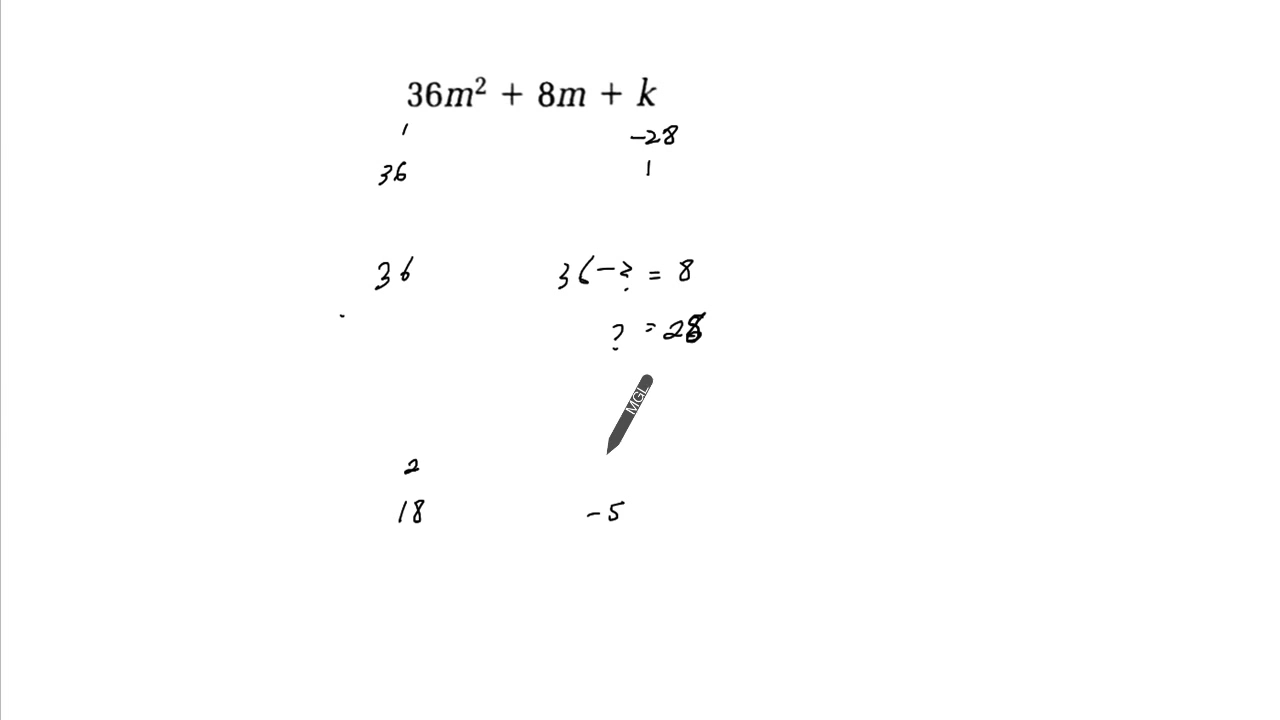 36m² + 8m + k
1 -28
36 1
36 36-? = 8
? = 28
MGL
2
18 -5